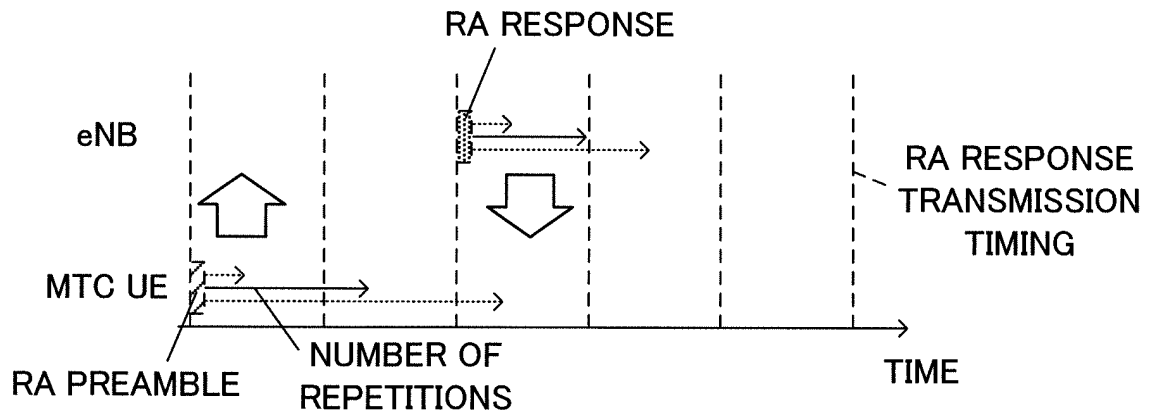 RA RESPONSE
eNB
RA RESPONSE
TRANSMISSION
TIMING
MTC UE
RA PREAMBLE
NUMBER OF
REPETITIONS
TIME